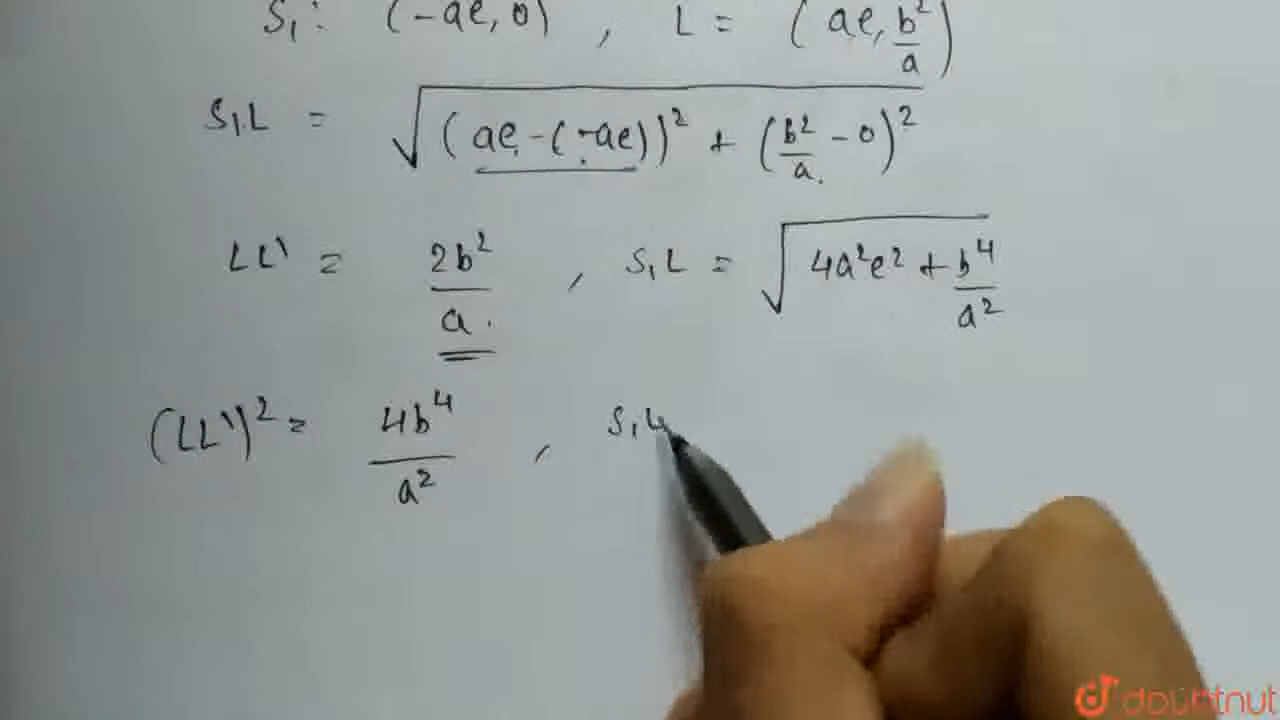 S₁ : (-ae, 0) , L = (ae, b²/a)
S₁L = √((ae - (-ae))² + (b²/a - 0)²)
LL' = 2b²/a , S₁L = √(4a²e² + b⁴/a²)
(LL')² = 4b⁴/a² , S₁L
doubtnut